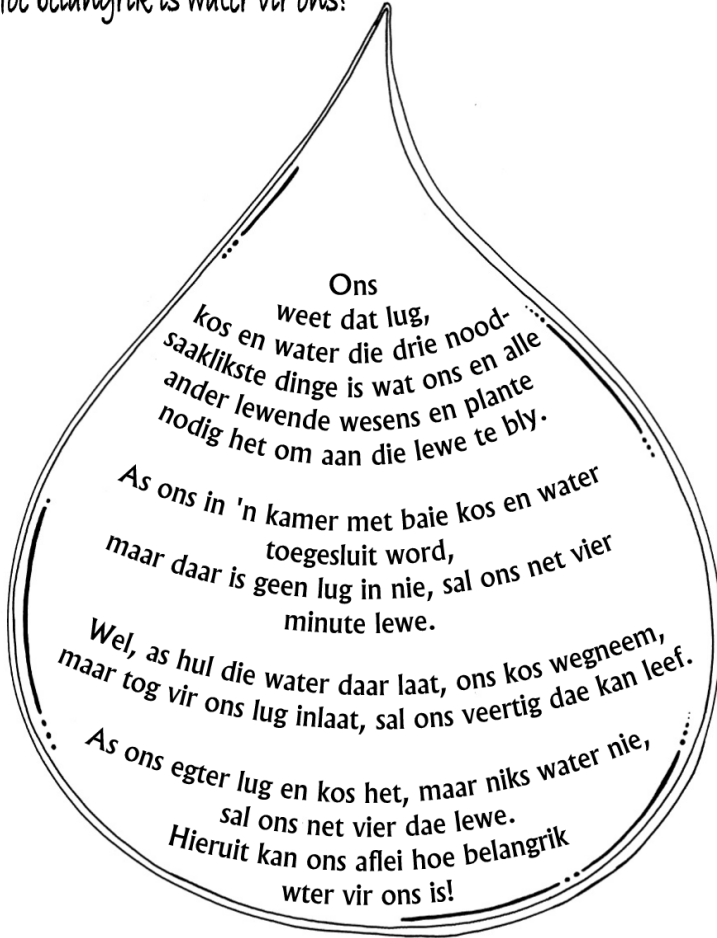 Hoe belangrik is water vir ons!
Ons
weet dat lug,
kos en water die drie nood-
saaklikste dinge is wat ons en alle
ander lewende wesens en plante
nodig het om aan die lewe te bly.
As ons in 'n kamer met baie kos en water
toegesluit word,
maar daar is geen lug in nie, sal ons net vier
minute lewe.
Wel, as hul die water daar laat, ons kos wegneem,
maar tog vir ons lug inlaat, sal ons veertig dae kan leef.
As ons egter lug en kos het, maar niks water nie,
sal ons net vier dae lewe.
Hieruit kan ons aflei hoe belangrik
wter vir ons is!